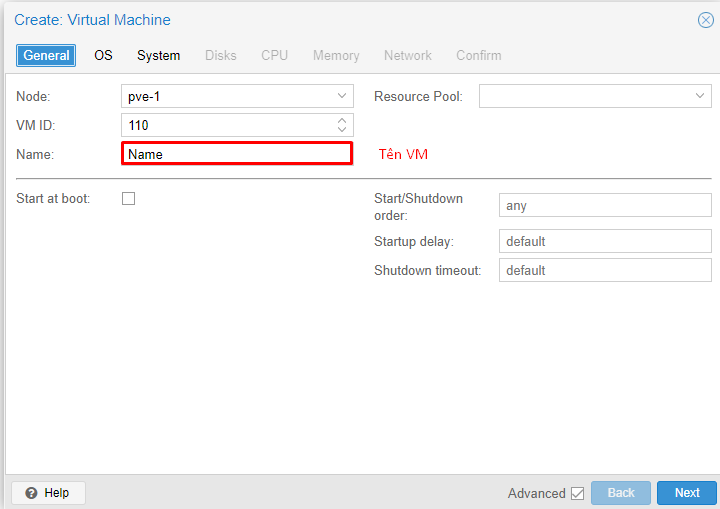 Create: Virtual Machine
General OS System Disks CPU Memory Network Confirm
Node: pve-1 Resource Pool:
VM ID: 110
Name: Name Tên VM
Start at boot: Start/Shutdown order: any
Startup delay: default
Shutdown timeout: default
Help Advanced Back Next